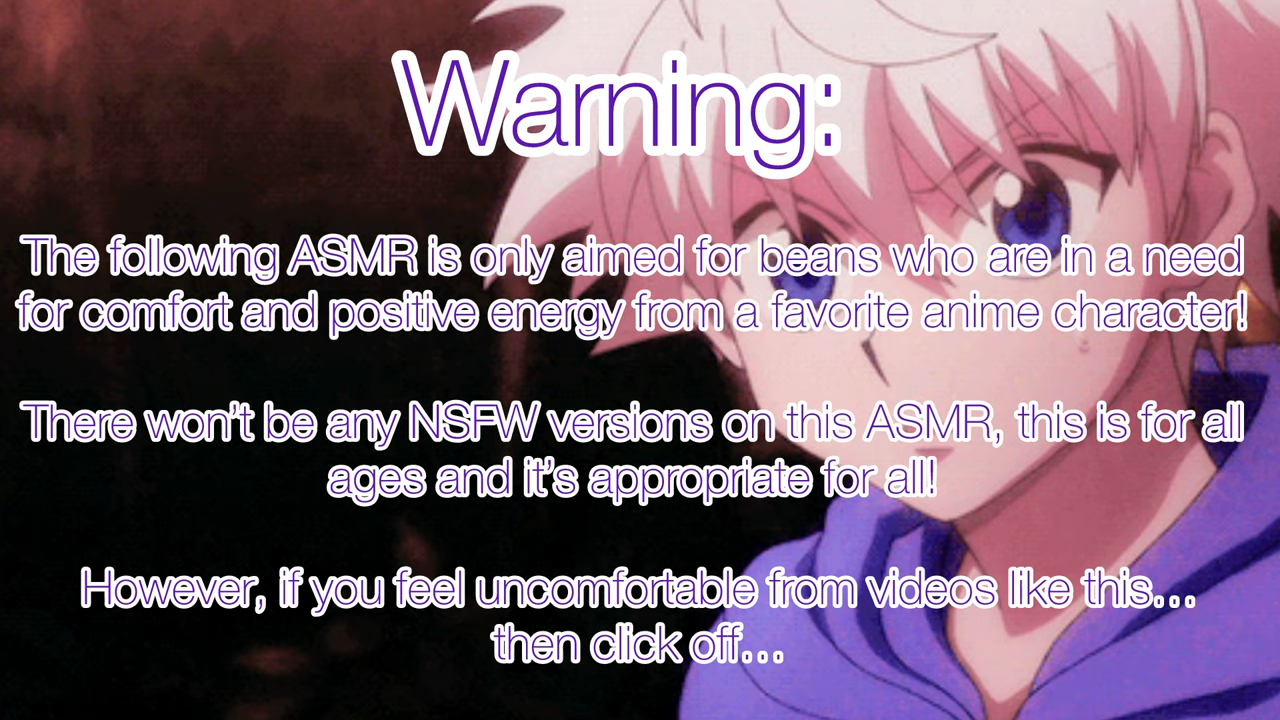 Warning:
The following ASMR is only aimed for beans who are in a need
for comfort and positive energy from a favorite anime character!
There won't be any NSFW versions on this ASMR, this is for all
ages and it's appropriate for all!
However, if you feel uncomfortable from videos like this...
then click off...